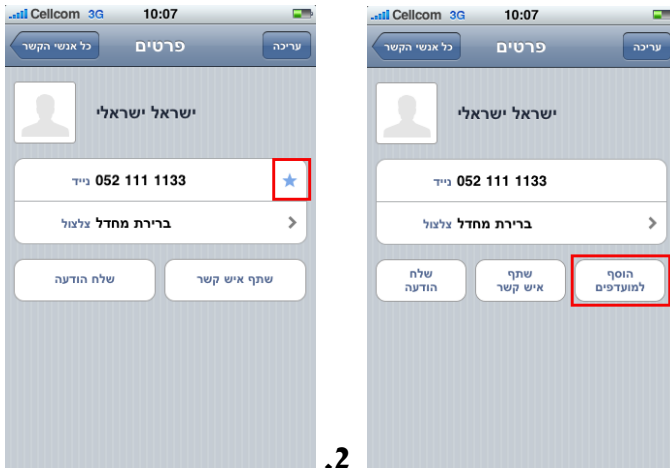 Cellcom 3G 10:07
עריכה פרטים כל אנשי הקשר
ישראל ישראלי
נייד 052 111 1133
צלצול ברירת מחדל
הוסף למועדפים
שתף איש קשר
שלח הודעה
2.
Cellcom 3G 10:07
עריכה פרטים כל אנשי הקשר
ישראל ישראלי
נייד 052 111 1133
צלצול ברירת מחדל
שתף איש קשר
שלח הודעה